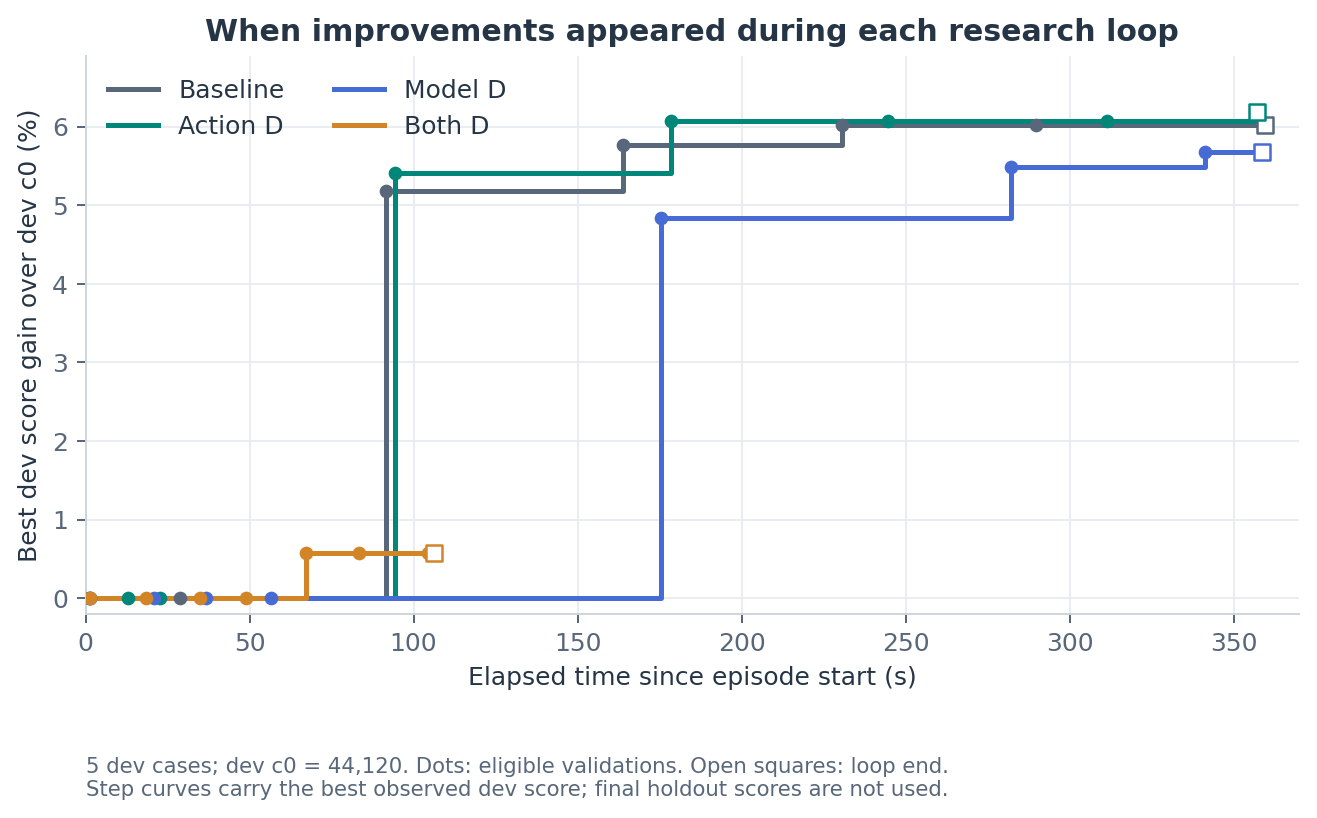 When improvements appeared during each research loop
Baseline
Action D
Model D
Both D
Best dev score gain over dev c0 (%)
6
5
4
3
2
1
0
0 50 100 150 200 250 300 350
Elapsed time since episode start (s)
5 dev cases; dev c0 = 44,120. Dots: eligible validations. Open squares: loop end.
Step curves carry the best observed dev score; final holdout scores are not used.